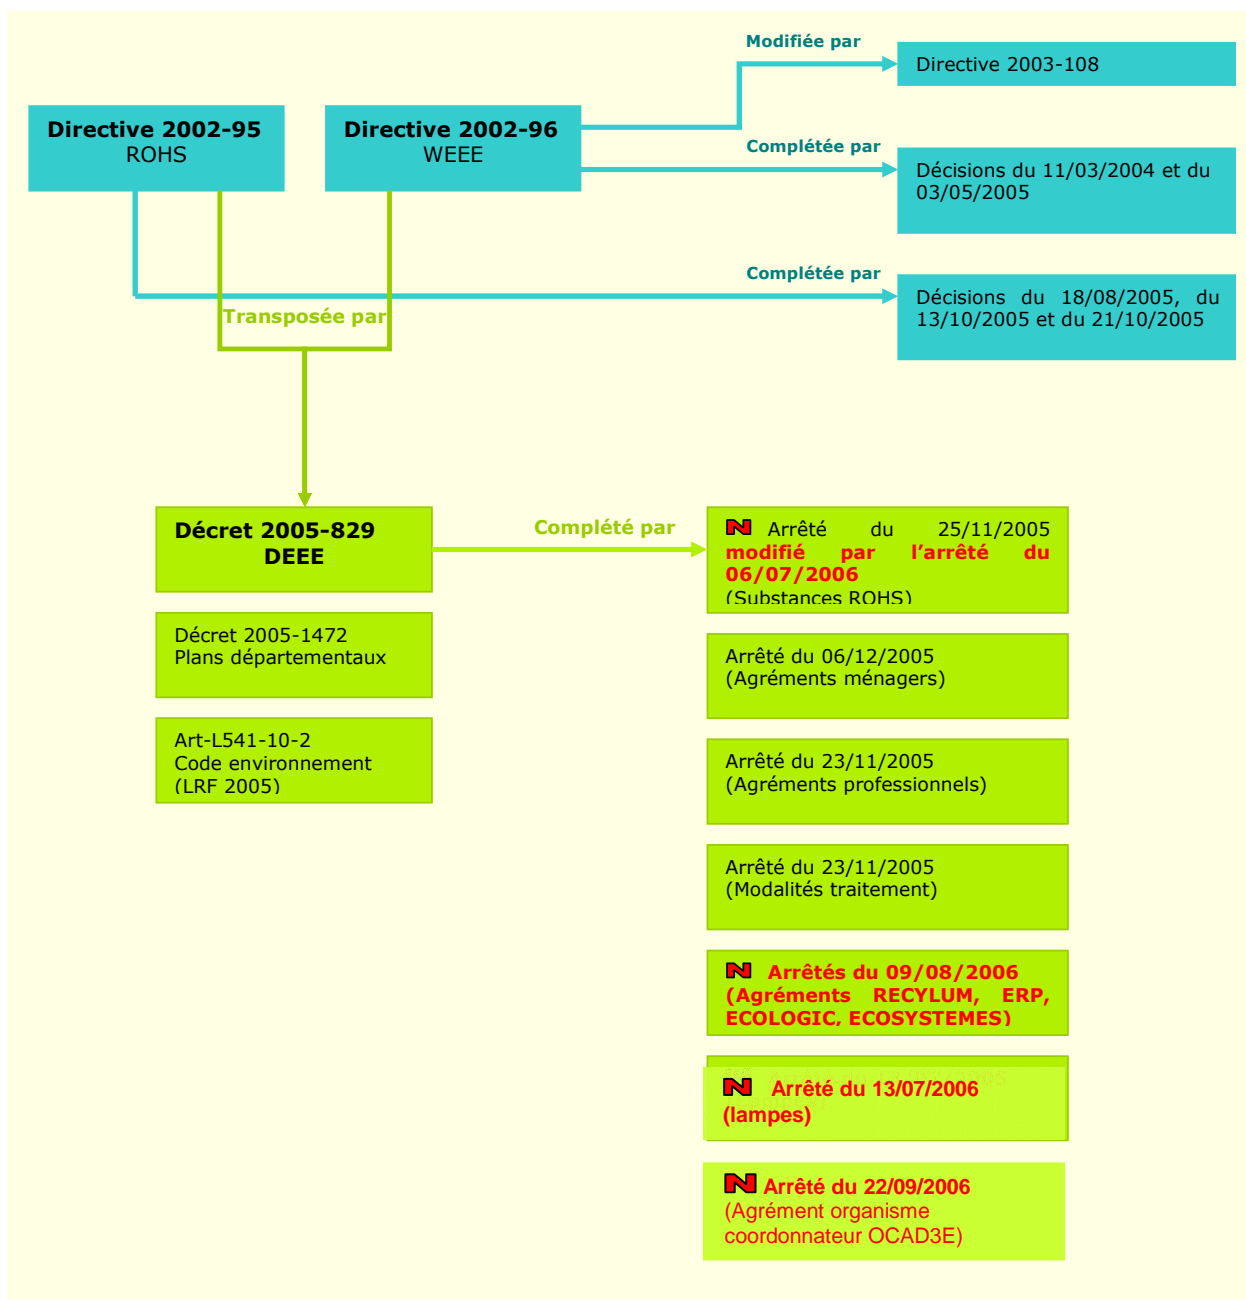 Modifiée par
Directive 2003-108
Directive 2002-95
ROHS
Directive 2002-96
WEEE
Complétée par
Décisions du 11/03/2004 et du
03/05/2005
Complétée par
Décisions du 18/08/2005, du
13/10/2005 et du 21/10/2005
Transposée par
Décret 2005-829
DEEE
Complété par
N Arrêté du 25/11/2005
modifié par l'arrêté du
06/07/2006
(Substances ROHS)
Décret 2005-1472
Plans départementaux
Arrêté du 06/12/2005
(Agréments ménagers)
Art-L541-10-2
Code environnement
(LRF 2005)
Arrêté du 23/11/2005
(Agréments professionnels)
Arrêté du 23/11/2005
(Modalités traitement)
N Arrêtés du 09/08/2006
(Agréments RECYLUM, ERP,
ECOLOGIC, ECOSYSTEMES)
N Arrêté du 13/07/2006
(lampes)
N Arrêté du 22/09/2006
(Agrément organisme
coordonnateur OCAD3E)